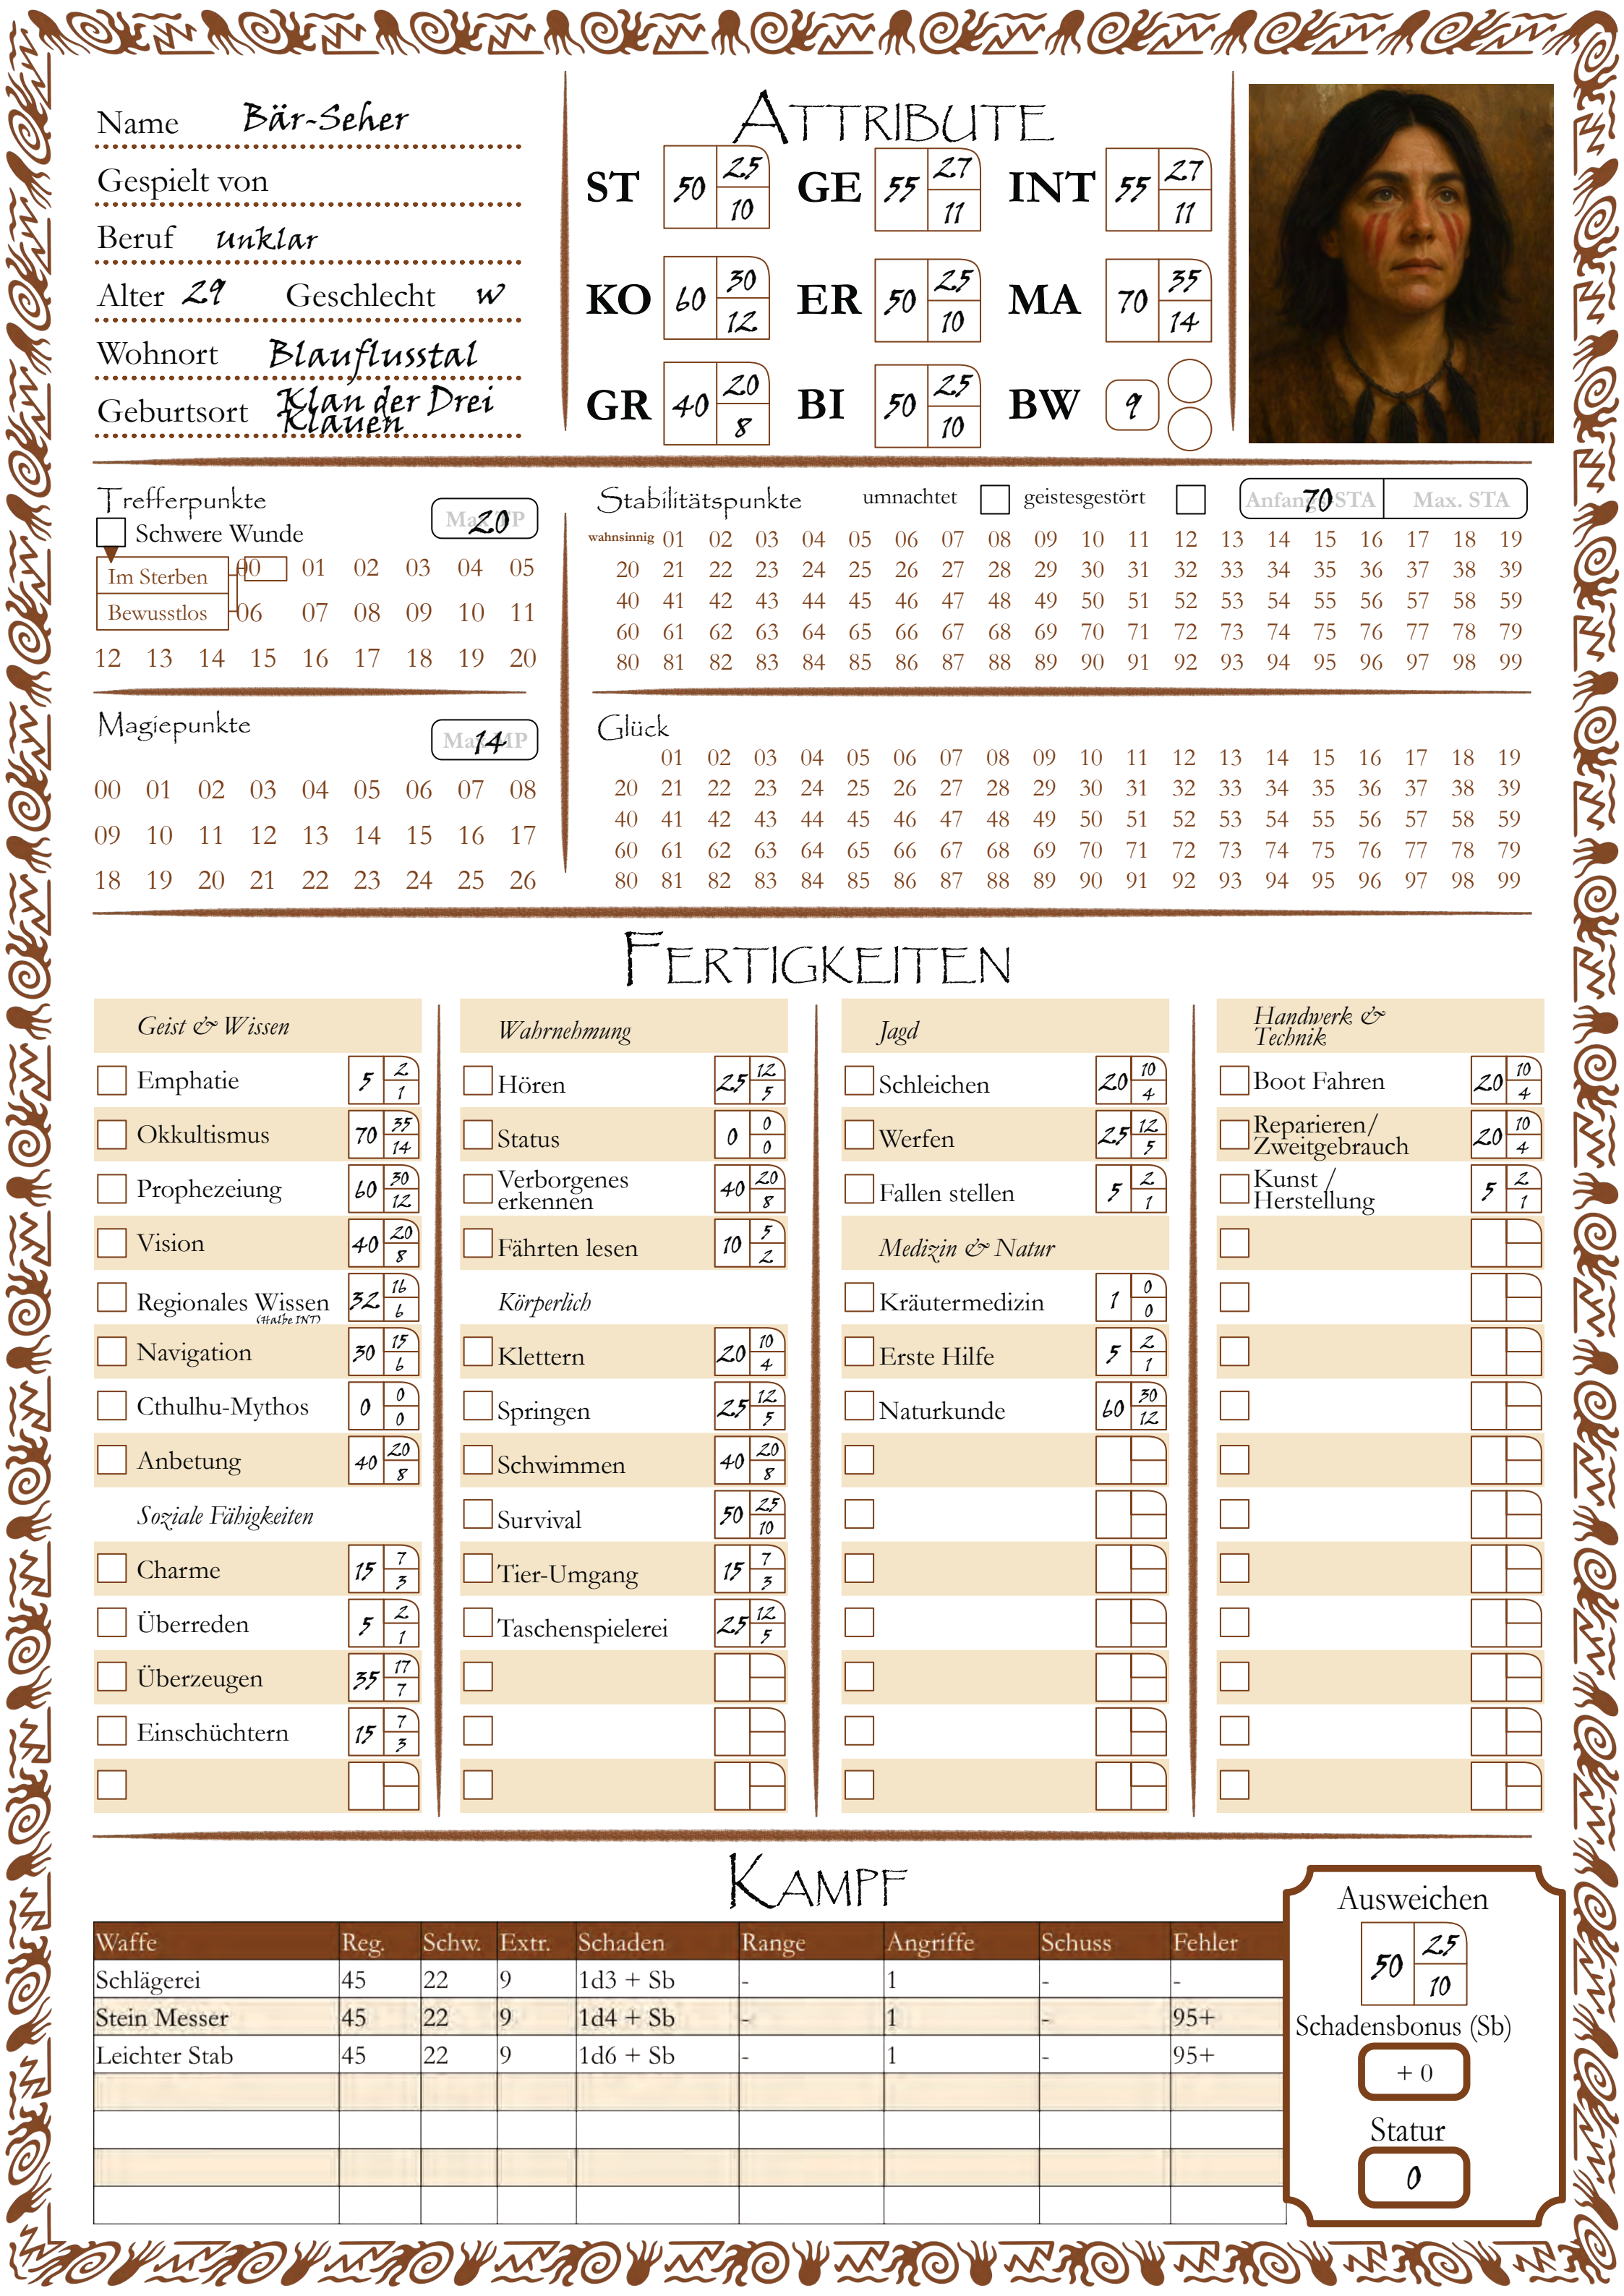 Name Bär-Seher
Gespielt von
Beruf unklar
Alter 29 Geschlecht w
Wohnort Blauflusstal
Geburtsort Klan der Drei
Klauen
ATTRIBUTE
ST 50 25 10 GE 55 27 11 INT 55 27 11
KO 60 30 12 ER 50 25 10 MA 70 35 14
GR 40 20 8 BI 50 25 10 BW 9
Trefferpunkte
Max TP 20
Schwere Wunde
Im Sterben 00 01 02 03 04 05
Bewusstlos 06 07 08 09 10 11
12 13 14 15 16 17 18 19 20
Stabilitätspunkte umnachtet geistesgestört Anfangs STA 70 Max. STA
wahnsinnig 01 02 03 04 05 06 07 08 09 10 11 12 13 14 15 16 17 18 19
20 21 22 23 24 25 26 27 28 29 30 31 32 33 34 35 36 37 38 39
40 41 42 43 44 45 46 47 48 49 50 51 52 53 54 55 56 57 58 59
60 61 62 63 64 65 66 67 68 69 70 71 72 73 74 75 76 77 78 79
80 81 82 83 84 85 86 87 88 89 90 91 92 93 94 95 96 97 98 99
Magiepunkte
Max MP 14
00 01 02 03 04 05 06 07 08
09 10 11 12 13 14 15 16 17
18 19 20 21 22 23 24 25 26
Glück
01 02 03 04 05 06 07 08 09 10 11 12 13 14 15 16 17 18 19
20 21 22 23 24 25 26 27 28 29 30 31 32 33 34 35 36 37 38 39
40 41 42 43 44 45 46 47 48 49 50 51 52 53 54 55 56 57 58 59
60 61 62 63 64 65 66 67 68 69 70 71 72 73 74 75 76 77 78 79
80 81 82 83 84 85 86 87 88 89 90 91 92 93 94 95 96 97 98 99
FERTIGKEITEN
Geist & Wissen
Emphatie 5 2 1
Okkultismus 70 35 14
Prophezeiung 60 30 12
Vision 40 20 8
Regionales Wissen 32 16 6
(Halbe INT)
Navigation 30 15 6
Cthulhu-Mythos 0 0 0
Anbetung 40 20 8
Soziale Fähigkeiten
Charme 15 7 3
Überreden 5 2 1
Überzeugen 35 17 7
Einschüchtern 15 7 3
Wahrnehmung
Hören 25 12 5
Status 0 0 0
Verborgenes
erkennen 40 20 8
Fährten lesen 10 5 2
Körperlich
Klettern 20 10 4
Springen 25 12 5
Schwimmen 40 20 8
Survival 50 25 10
Tier-Umgang 15 7 3
Taschenspielerei 25 12 5
Jagd
Schleichen 20 10 4
Werfen 25 12 5
Fallen stellen 5 2 1
Medizin & Natur
Kräutermedizin 1 0 0
Erste Hilfe 5 2 1
Naturkunde 60 30 12
Handwerk &
Technik
Boot Fahren 20 10 4
Reparieren/
Zweitgebrauch 20 10 4
Kunst /
Herstellung 5 2 1
KAMPF
Waffe Reg. Schw. Extr. Schaden Range Angriffe Schuss Fehler
Schlägerei 45 22 9 1d3 + Sb - 1 - -
Stein Messer 45 22 9 1d4 + Sb - 1 - 95+
Leichter Stab 45 22 9 1d6 + Sb - 1 - 95+
Ausweichen
50 25 10
Schadensbonus (Sb)
+ 0
Statur
0